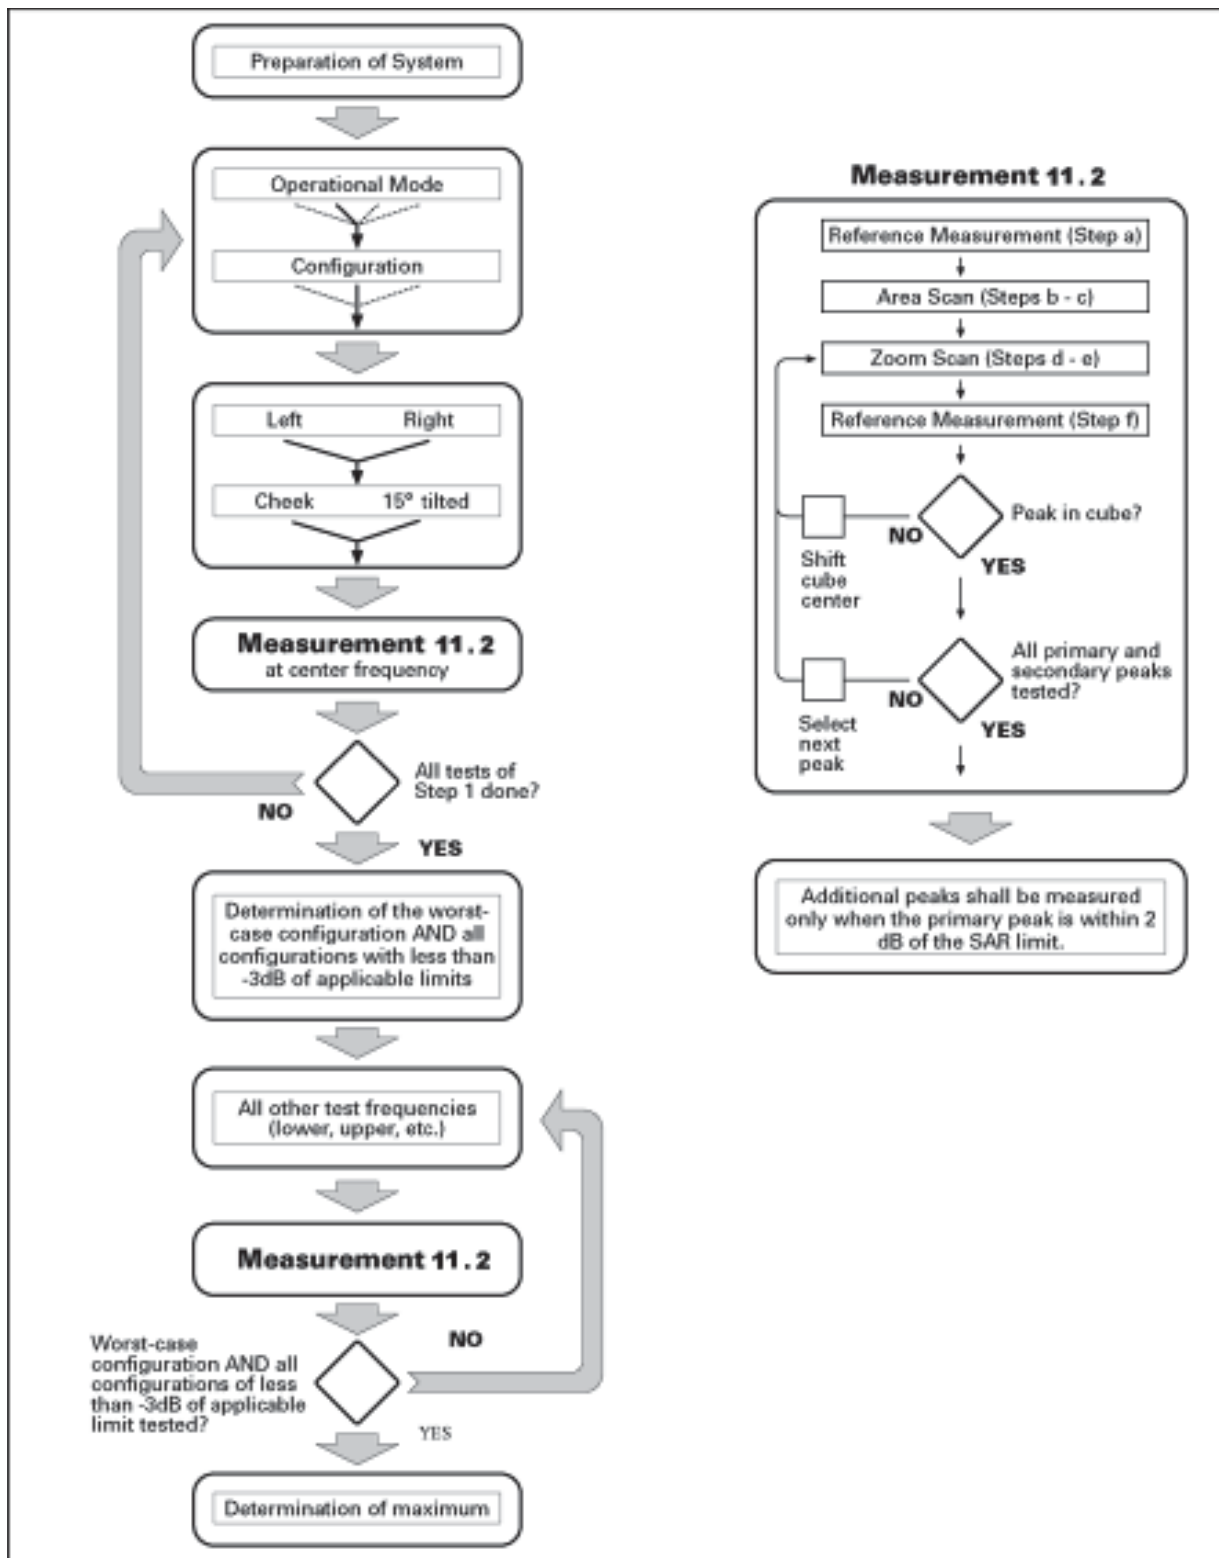 Preparation of System
Operational Mode
Configuration
Left Right
Cheek 15° tilted
Measurement 11.2
at center frequency
All tests of
Step 1 done?
NO
YES
Determination of the worst-
case configuration AND all
configurations with less than
-3dB of applicable limits
All other test frequencies
(lower, upper, etc.)
Measurement 11.2
NO
Worst-case
configuration AND all
configurations of less
than -3dB of applicable
limit tested?
YES
Determination of maximum
Measurement 11.2
Reference Measurement (Step a)
Area Scan (Steps b - c)
Zoom Scan (Steps d - e)
Reference Measurement (Step f)
Peak in cube?
NO
YES
Shift
cube
center
All primary and
secondary peaks
tested?
NO
YES
Select
next
peak
Additional peaks shall be measured
only when the primary peak is within 2
dB of the SAR limit.